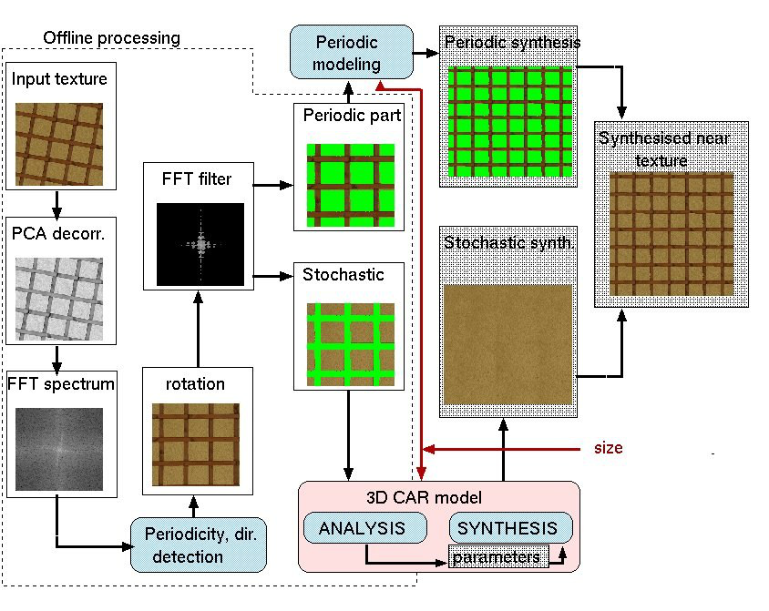 Offline processing
Input texture
PCA decorr.
FFT spectrum
Periodicity, dir.
detection
rotation
FFT filter
Periodic part
Stochastic
Periodic
modeling
Periodic synthesis
Stochastic synth.
Synthesised near
texture
size
3D CAR model
ANALYSIS
SYNTHESIS
parameters